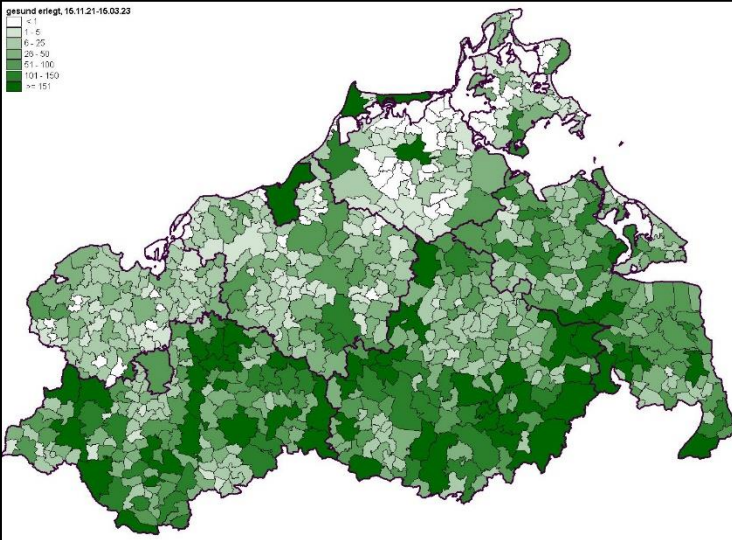 gesund erlegt, 15.11.21-16.03.23
< 1
1 - 5
6 - 25
26 - 50
51 - 100
101 - 150
>= 151